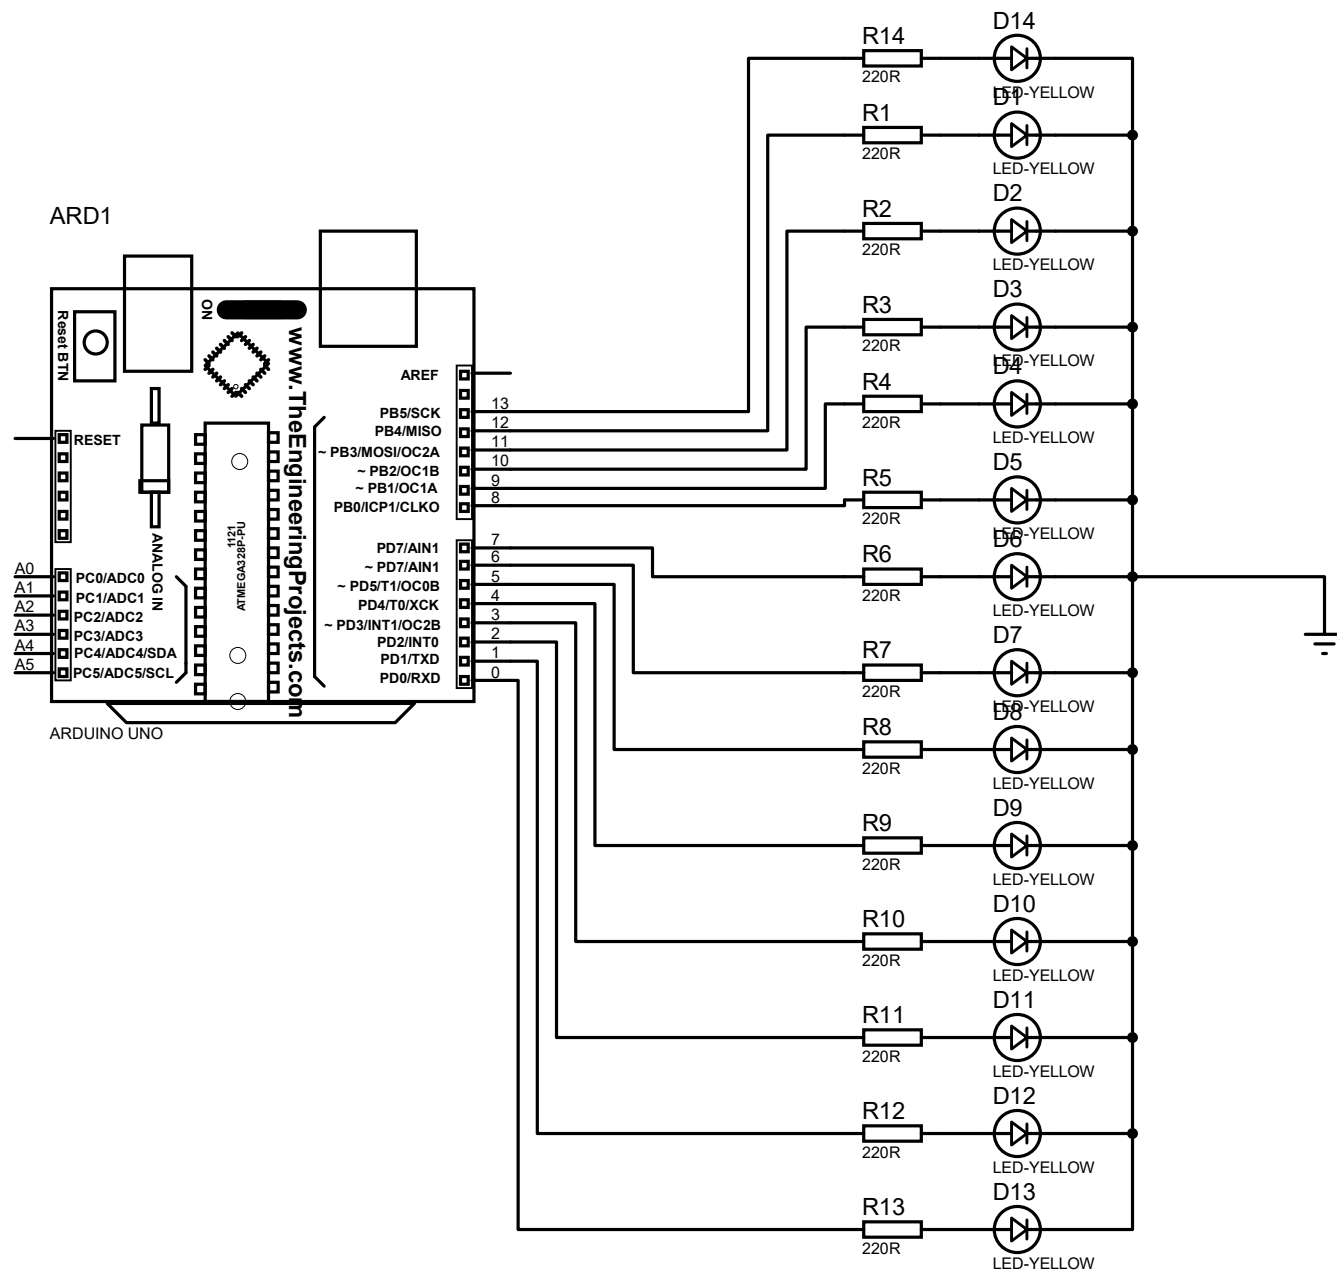 D14
R14
220R
LED-YELLOW
D1
R1
220R
LED-YELLOW
D2
R2
220R
LED-YELLOW
D3
R3
220R
LED-YELLOW
D4
R4
220R
LED-YELLOW
D5
R5
220R
LED-YELLOW
D6
R6
220R
LED-YELLOW
D7
R7
220R
LED-YELLOW
D8
R8
220R
LED-YELLOW
D9
R9
220R
LED-YELLOW
D10
R10
220R
LED-YELLOW
D11
R11
220R
LED-YELLOW
D12
R12
220R
LED-YELLOW
D13
R13
220R
LED-YELLOW
ARD1
Reset BTN
ON
www.TheEngineeringProjects.com
ANALOG IN
1121
ATMEGA328P-PU
RESET
A0 PC0/ADC0
A1 PC1/ADC1
A2 PC2/ADC2
A3 PC3/ADC3
A4 PC4/ADC4/SDA
A5 PC5/ADC5/SCL
AREF
PB5/SCK 13
PB4/MISO 12
~ PB3/MOSI/OC2A 11
~ PB2/OC1B 10
~ PB1/OC1A 9
PB0/ICP1/CLKO 8
PD7/AIN1 7
~ PD7/AIN1 6
~ PD5/T1/OC0B 5
PD4/T0/XCK 4
~ PD3/INT1/OC2B 3
PD2/INT0 2
PD1/TXD 1
PD0/RXD 0
ARDUINO UNO